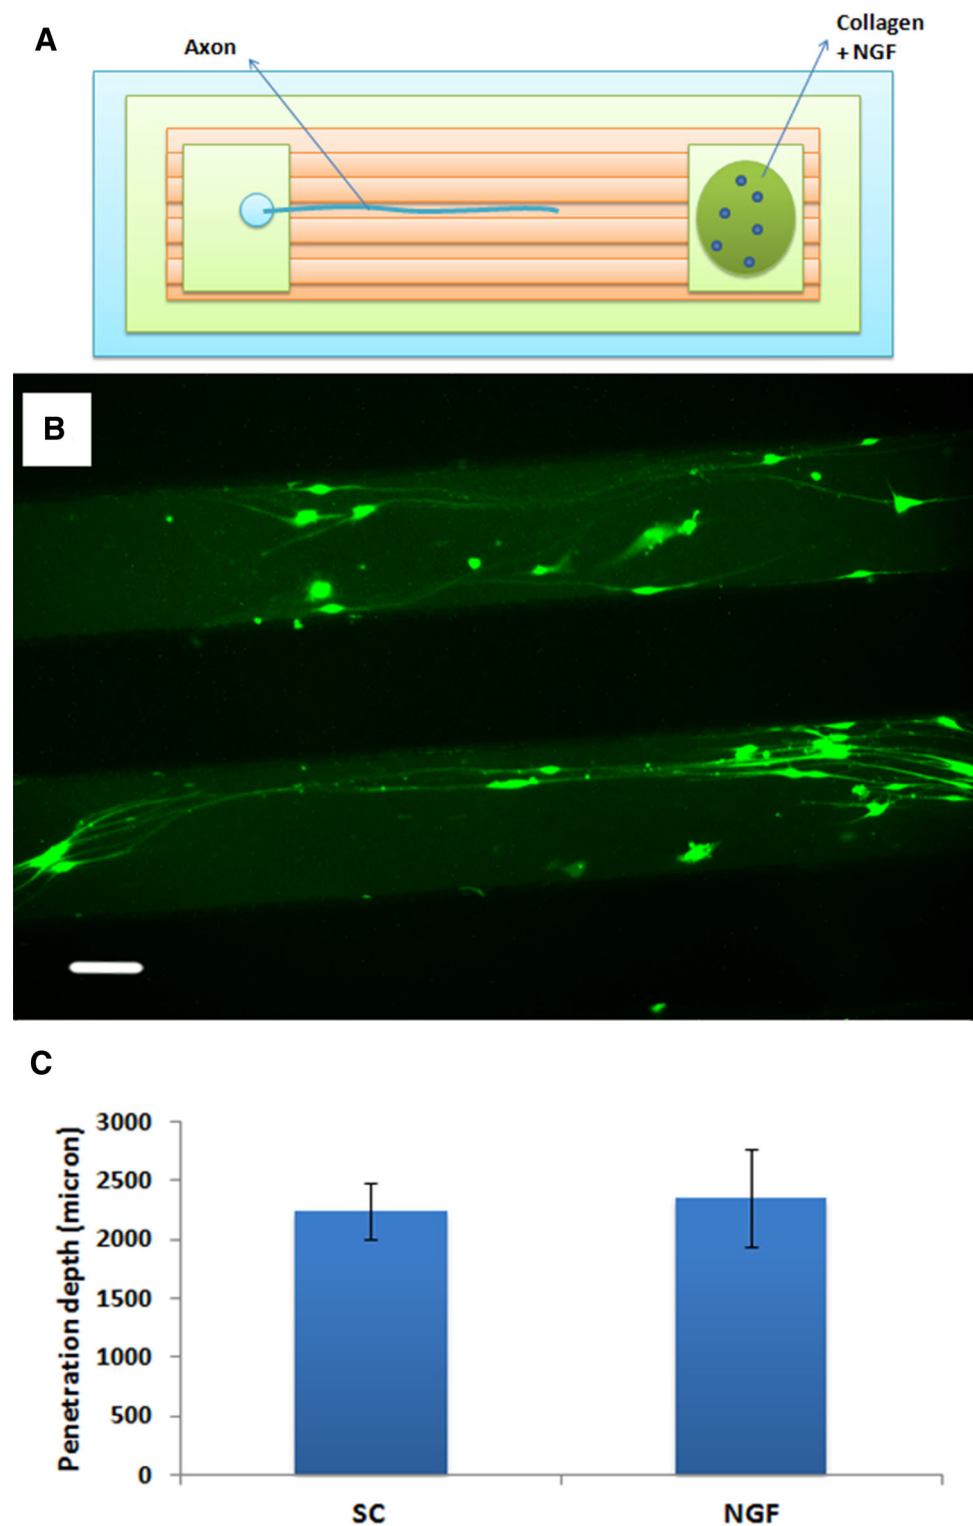 A
Axon
Collagen
+ NGF
B
C
Penetration depth (micron)
3000
2500
2000
1500
1000
500
0
SC
NGF